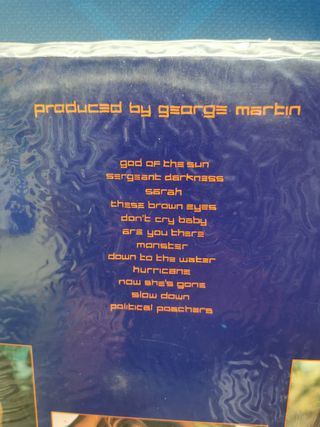 produced by george martin
god of the sun
sergeant darkness
sarah
these brown eyes
don't cry baby
are you there
monster
down to the water
hurricane
now she's gone
slow down
political poachers